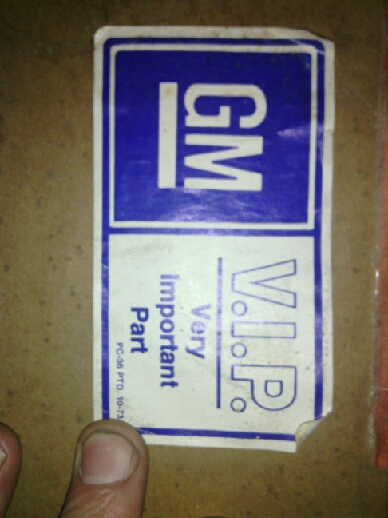 GM
V.I.P.
Very
Important
Part
PC-36 PTD. 10-73